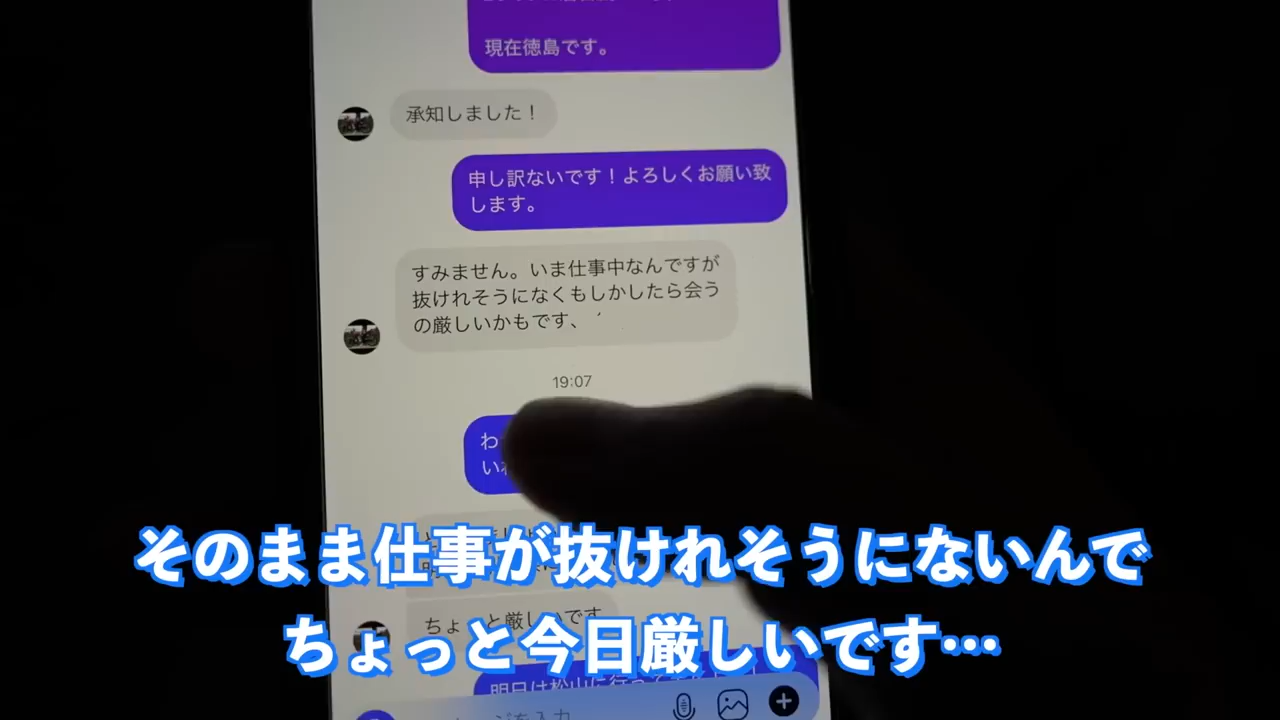 現在徳島です。
承知しました！
申し訳ないです！よろしくお願い致
します。
すみません。いま仕事中なんですが
抜けれそうになくもしかしたら会う
の厳しいかもです、
19:07
わ
い
そのまま仕事が抜けれそうにないんで
ちょっと今日厳しいです…